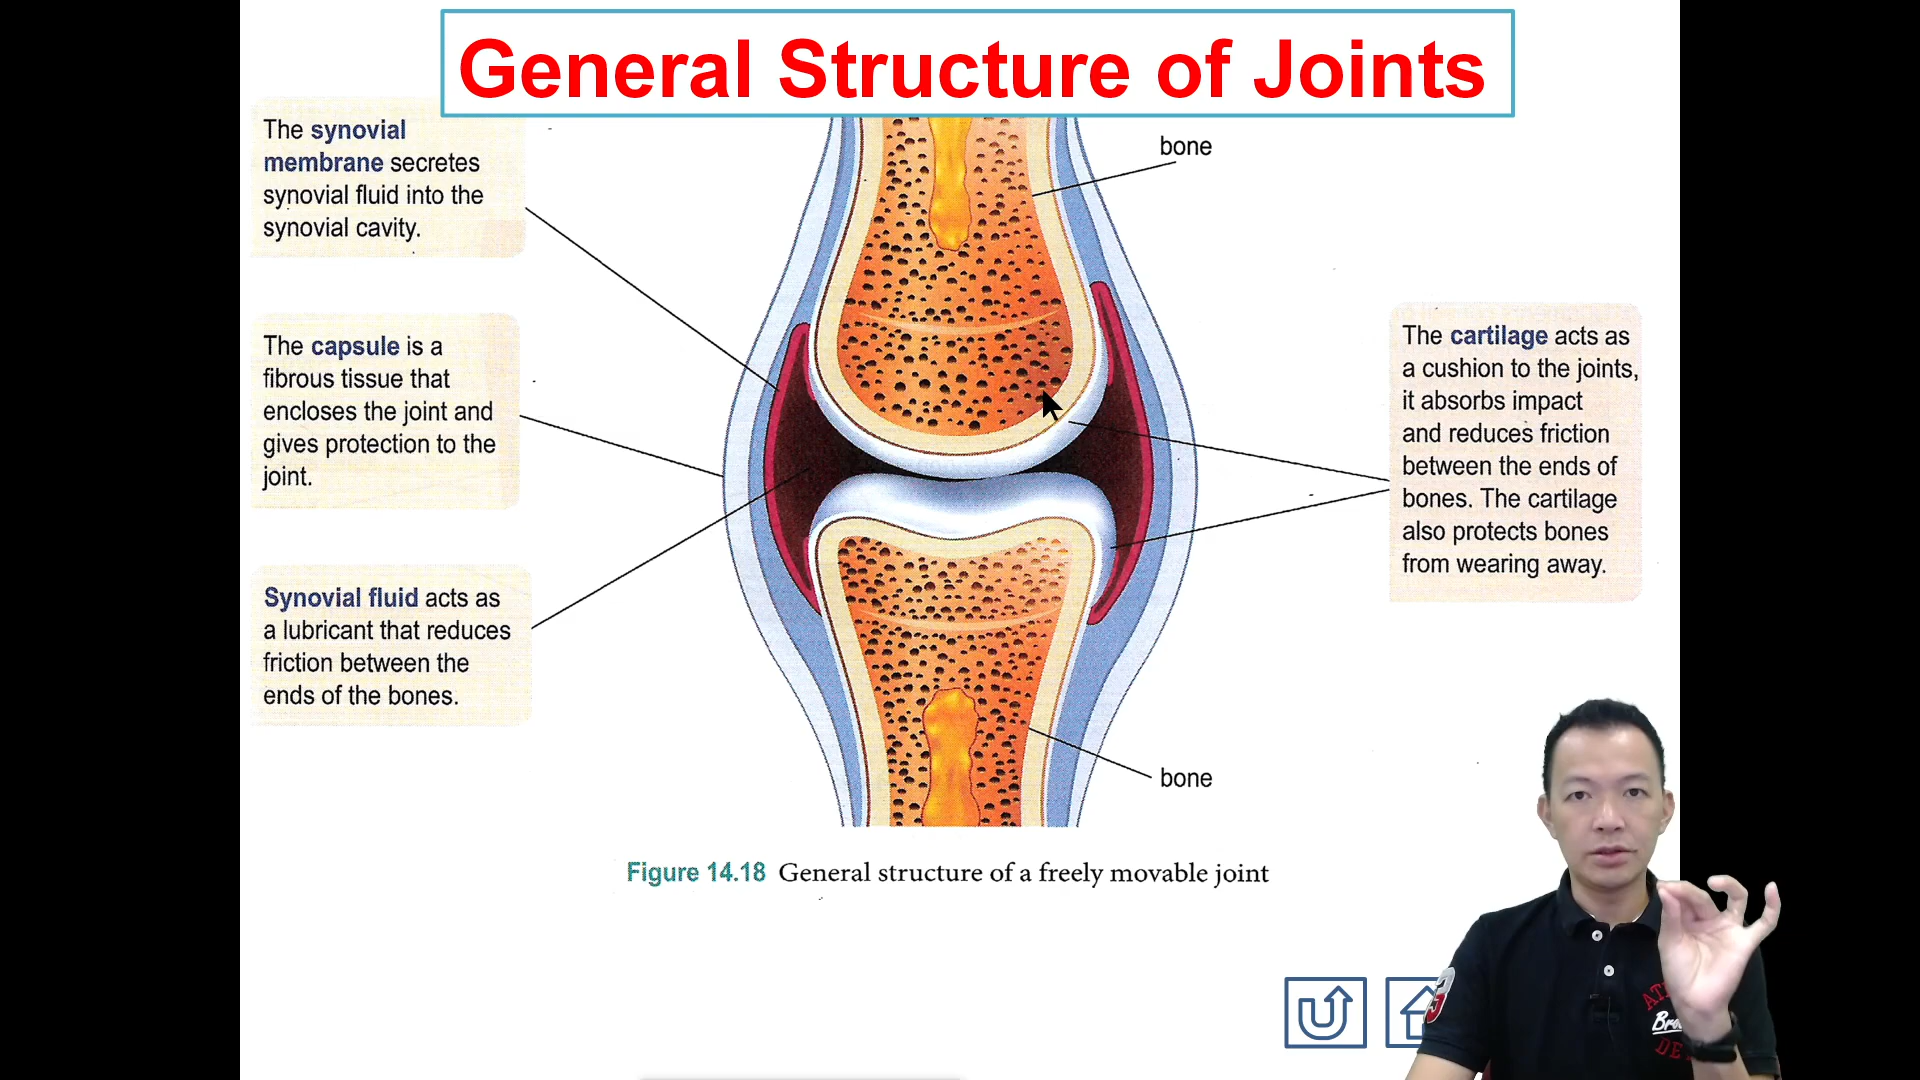 General Structure of Joints
The synovial
membrane secretes
synovial fluid into the
synovial cavity.
The capsule is a
fibrous tissue that
encloses the joint and
gives protection to the
joint.
Synovial fluid acts as
a lubricant that reduces
friction between the
ends of the bones.
bone
The cartilage acts as
a cushion to the joints,
it absorbs impact
and reduces friction
between the ends of
bones. The cartilage
also protects bones
from wearing away.
bone
Figure 14.18 General structure of a freely movable joint